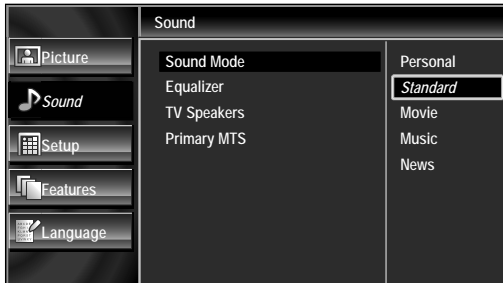 Sound
Picture
Sound
Setup
Features
Language
Sound Mode
Equalizer
TV Speakers
Primary MTS
Personal
Standard
Movie
Music
News